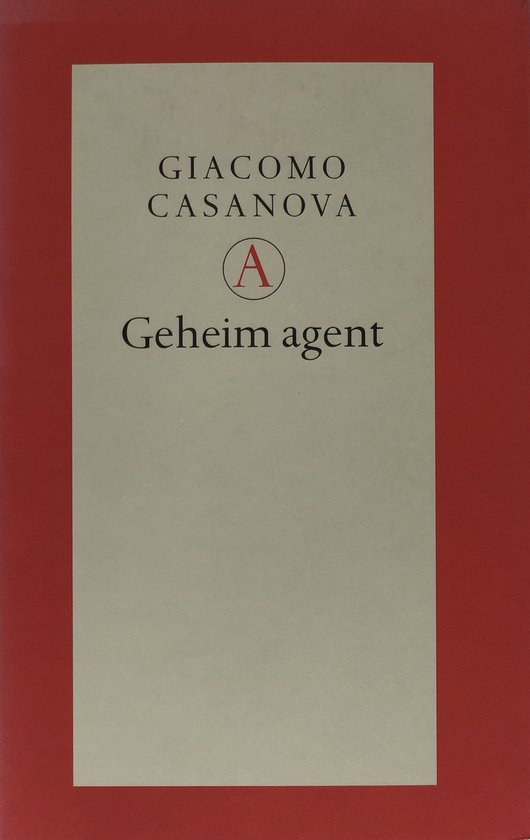 GIACOMO
CASANOVA
A
Geheim agent